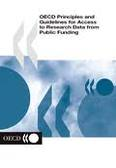 OECD Principles and
Guidelines for Access
to Research Data from
Public Funding
OECD